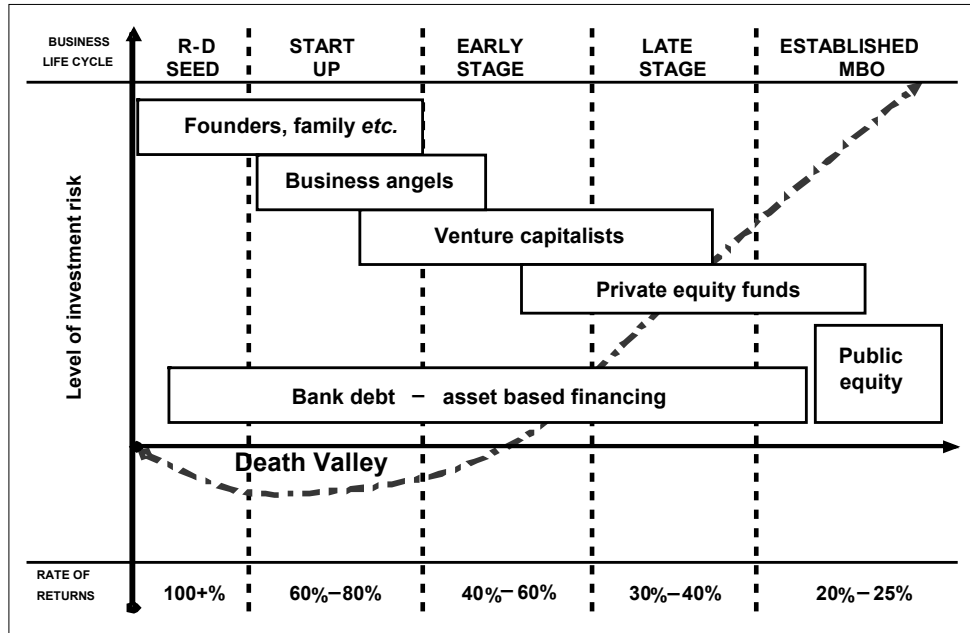 BUSINESS
LIFE CYCLE
R-D
SEED
START
UP
EARLY
STAGE
LATE
STAGE
ESTABLISHED
MBO
Level of investment risk
Founders, family etc.
Business angels
Venture capitalists
Private equity funds
Public
equity
Bank debt – asset based financing
Death Valley
RATE OF
RETURNS
100+%
60%–80%
40%–60%
30%–40%
20%–25%